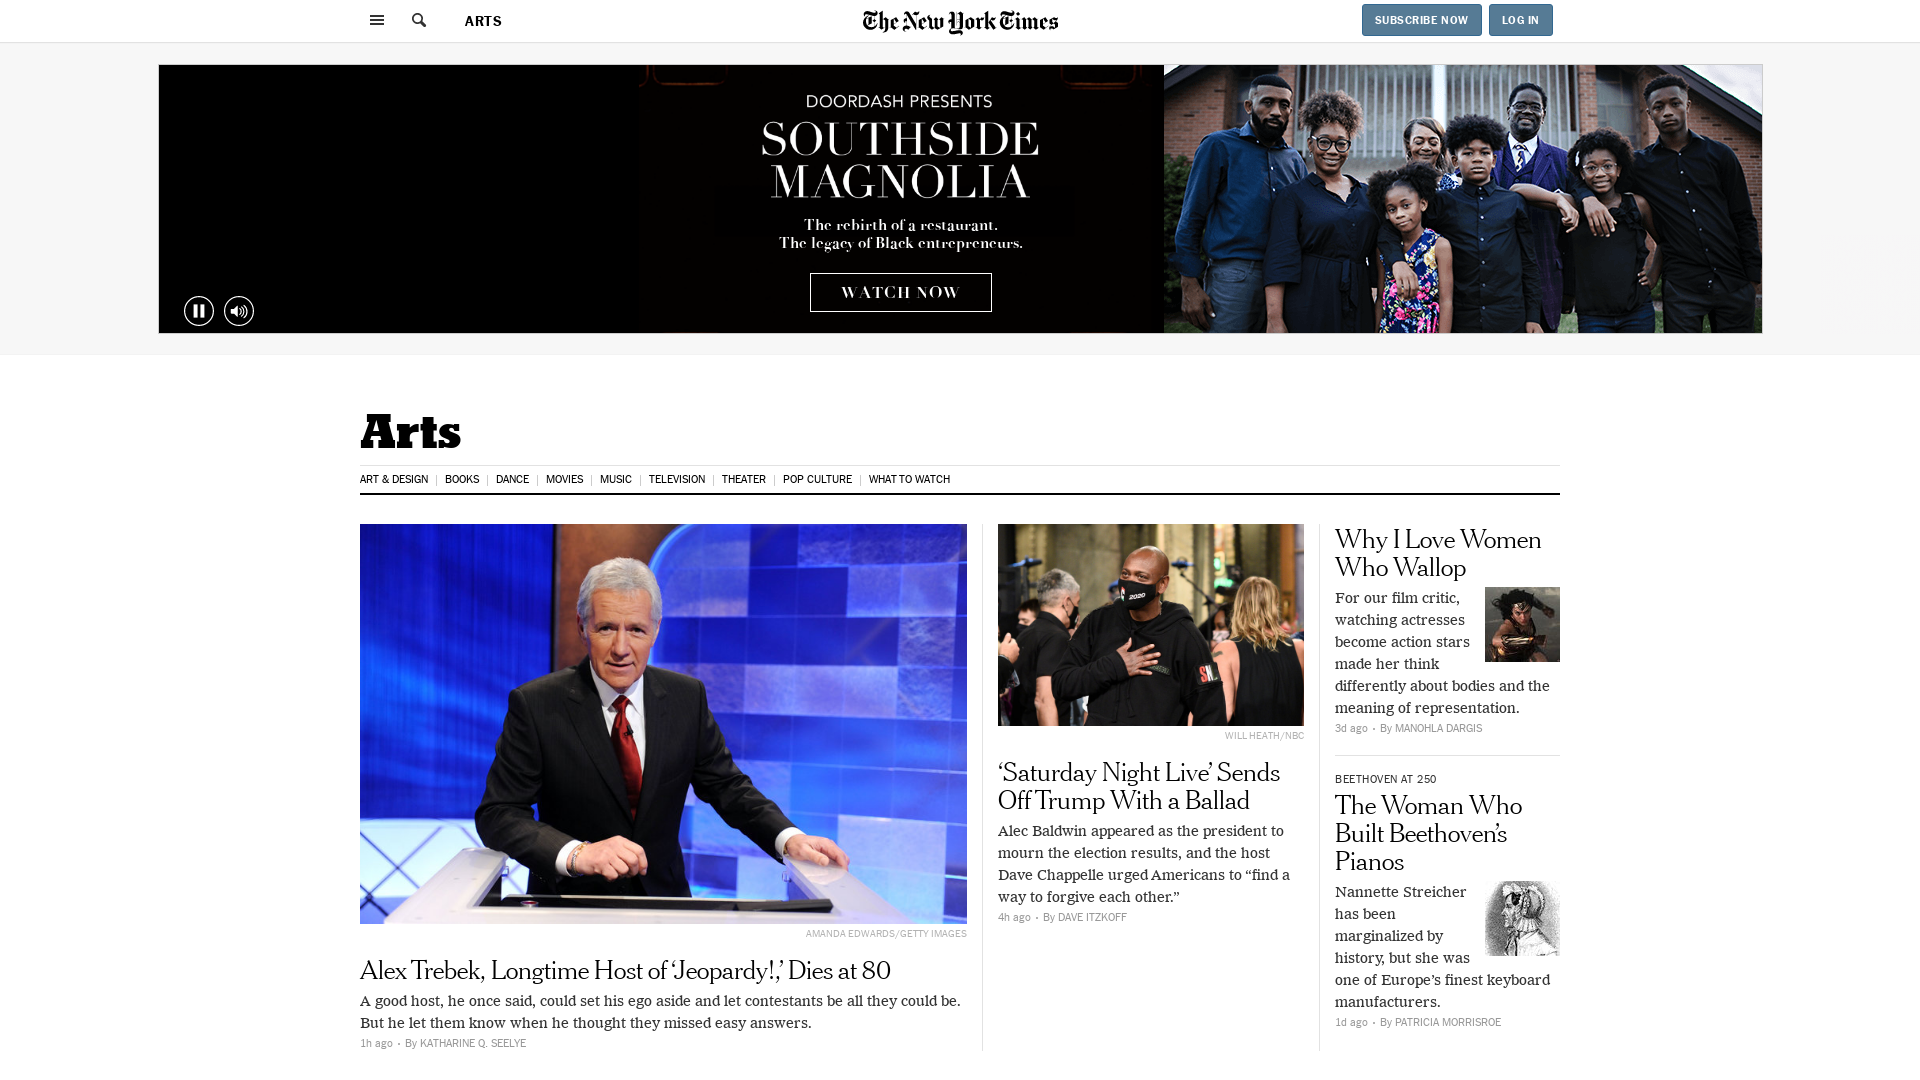 ARTS
The New York Times
SUBSCRIBE NOW
LOG IN
DOORDASH PRESENTS
SOUTHSIDE
MAGNOLIA
The rebirth of a restaurant.
The legacy of Black entrepreneurs.
WATCH NOW
Arts
ART & DESIGN
BOOKS
DANCE
MOVIES
MUSIC
TELEVISION
THEATER
POP CULTURE
WHAT TO WATCH
AMANDA EDWARDS/GETTY IMAGES
Alex Trebek, Longtime Host of ‘Jeopardy!,’ Dies at 80
A good host, he once said, could set his ego aside and let contestants be all they could be.
But he let them know when he thought they missed easy answers.
1h ago • By KATHARINE Q. SEELYE
2020
WILL HEATH/NBC
‘Saturday Night Live’ Sends
Off Trump With a Ballad
Alec Baldwin appeared as the president to
mourn the election results, and the host
Dave Chappelle urged Americans to “find a
way to forgive each other.”
4h ago • By DAVE ITZKOFF
Why I Love Women
Who Wallop
For our film critic,
watching actresses
become action stars
made her think
differently about bodies and the
meaning of representation.
3d ago • By MANOHLA DARGIS
BEETHOVEN AT 250
The Woman Who
Built Beethoven’s
Pianos
Nannette Streicher
has been
marginalized by
history, but she was
one of Europe’s finest keyboard
manufacturers.
1d ago • By PATRICIA MORRISROE